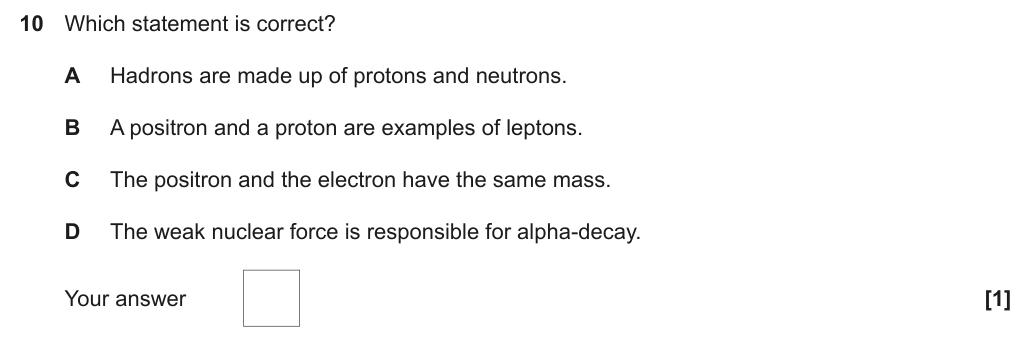 10 Which statement is correct?
A Hadrons are made up of protons and neutrons.
B A positron and a proton are examples of leptons.
C The positron and the electron have the same mass.
D The weak nuclear force is responsible for alpha-decay.
Your answer [1]